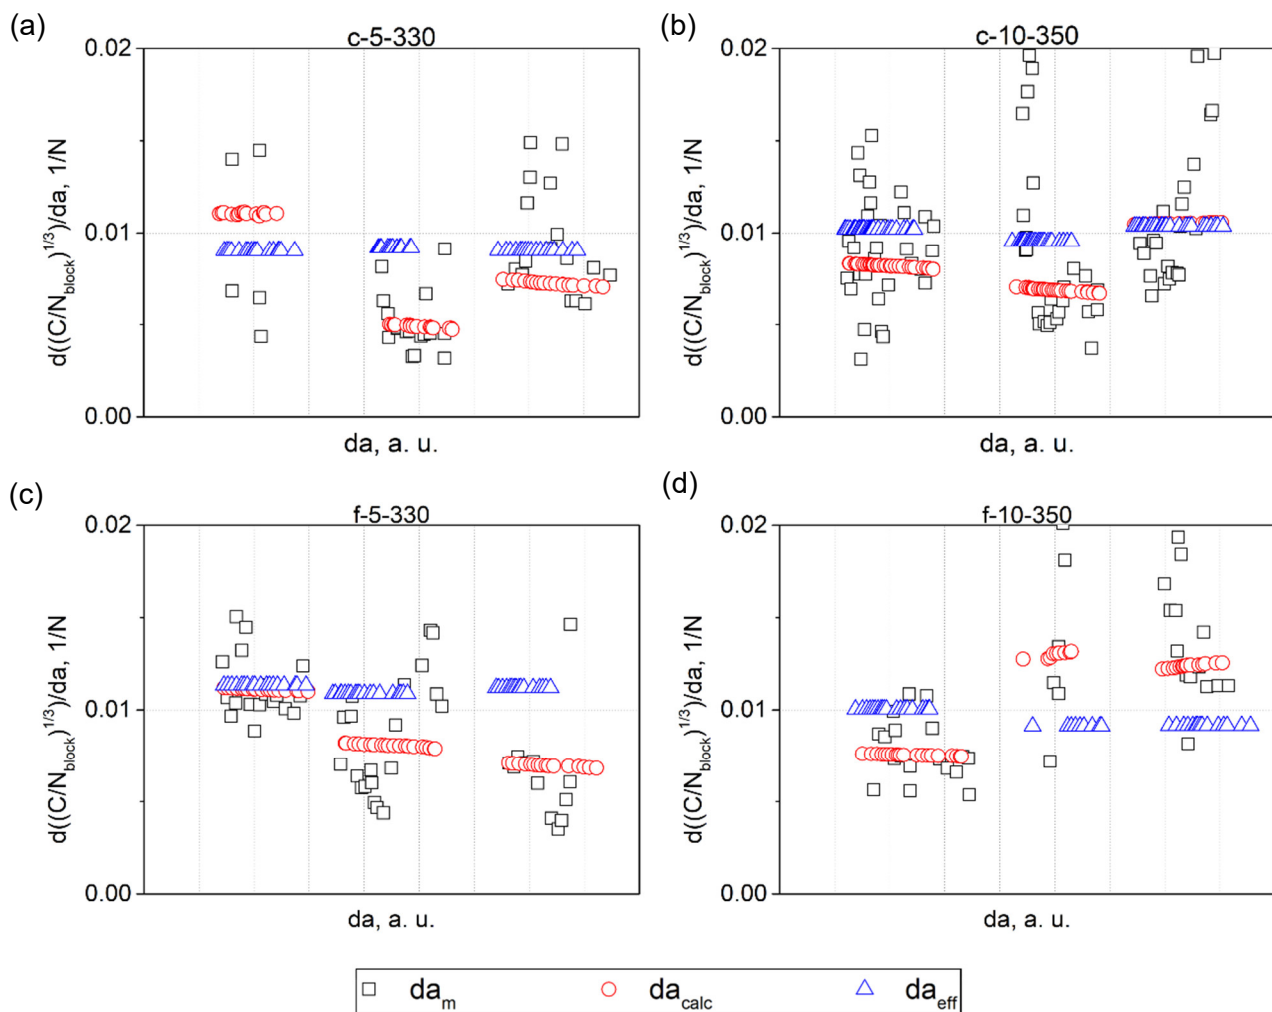 (a)
c-5-330
0.02
0.01
0.00
d((C/N_block)^1/3)/da, 1/N
da, a. u.
(b)
c-10-350
0.02
0.01
0.00
d((C/N_block)^1/3)/da, 1/N
da, a. u.
(c)
f-5-330
0.02
0.01
0.00
d((C/N_block)^1/3)/da, 1/N
da, a. u.
(d)
f-10-350
0.02
0.01
0.00
d((C/N_block)^1/3)/da, 1/N
da, a. u.
da_m da_calc da_eff